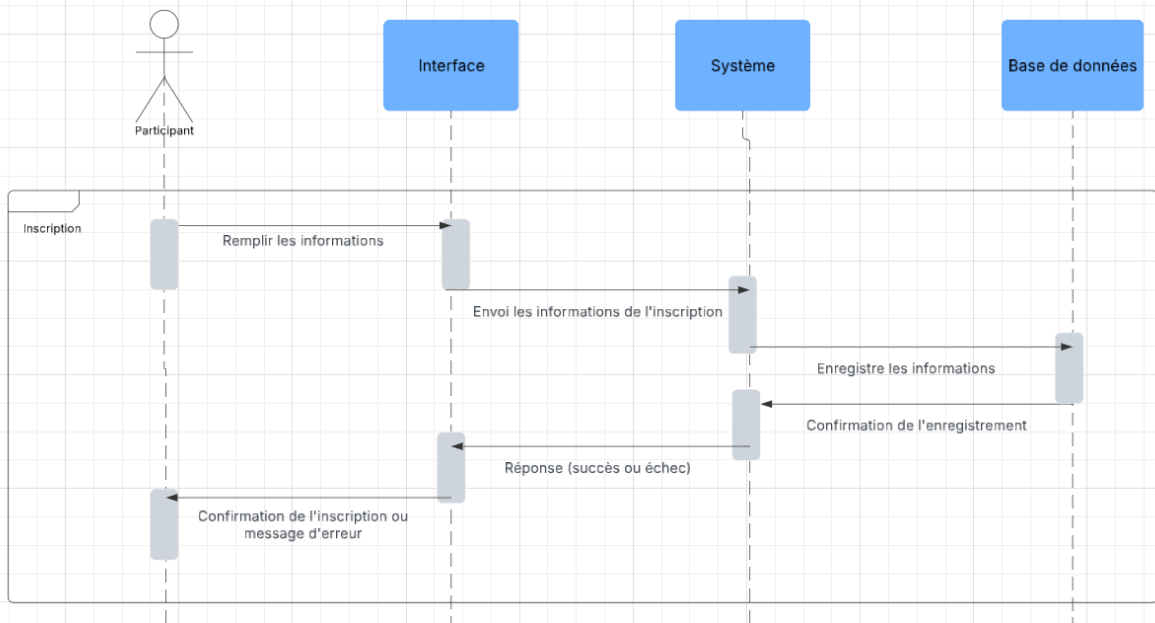 Participant
Interface
Système
Base de données
Inscription
Remplir les informations
Envoi les informations de l'inscription
Enregistre les informations
Confirmation de l'enregistrement
Réponse (succès ou échec)
Confirmation de l'inscription ou
message d'erreur